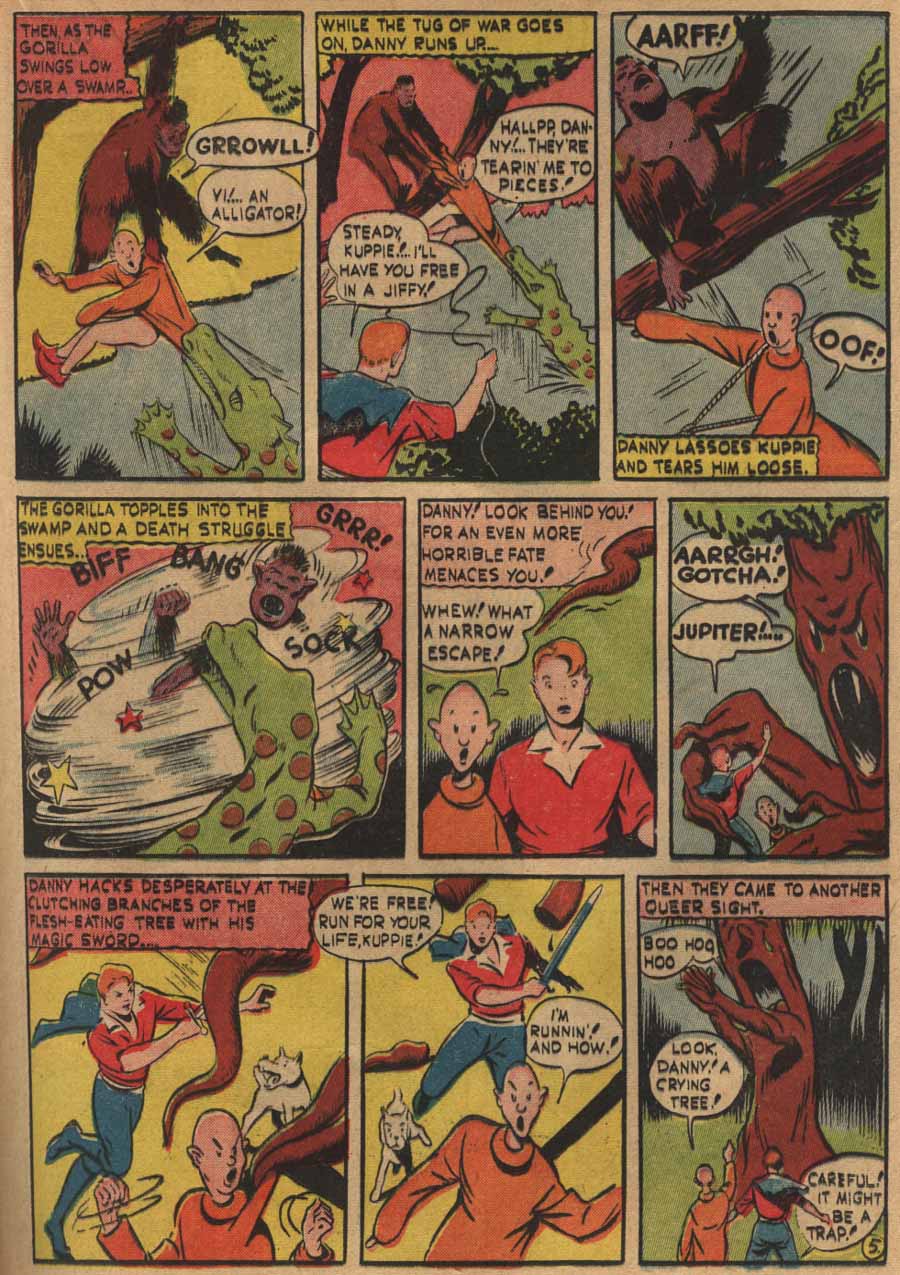 THEN, AS THE
GORILLA
SWINGS LOW
OVER A SWAMP..
GRROWLL!
YI!... AN
ALLIGATOR!
WHILE THE TUG OF WAR GOES
ON, DANNY RUNS UP....
HALLPP, DAN-
NY!... THEY'RE
TEARIN' ME TO
PIECES!
STEADY,
KUPPIE!... I'LL
HAVE YOU FREE
IN A JIFFY!
AARFF!
OOF!
DANNY LASSOES KUPPIE
AND TEARS HIM LOOSE.
THE GORILLA TOPPLES INTO THE
SWAMP AND A DEATH STRUGGLE
ENSUES...
BIFF
BANG
GRRR!
POW
SOCK
DANNY! LOOK BEHIND YOU!
FOR AN EVEN MORE
HORRIBLE FATE
MENACES YOU!
WHEW! WHAT
A NARROW
ESCAPE!
AARRGH!
GOTCHA!
JUPITER!....
DANNY HACKS DESPERATELY AT THE
CLUTCHING BRANCHES OF THE
FLESH-EATING TREE WITH HIS
MAGIC SWORD....
WE'RE FREE!
RUN FOR YOUR
LIFE, KUPPIE!
I'M
RUNNIN'!
AND HOW!
THEN THEY CAME TO ANOTHER
QUEER SIGHT.
BOO HOO
HOO
LOOK,
DANNY! A
CRYING
TREE!
CAREFUL!
IT MIGHT
BE A
TRAP!
5